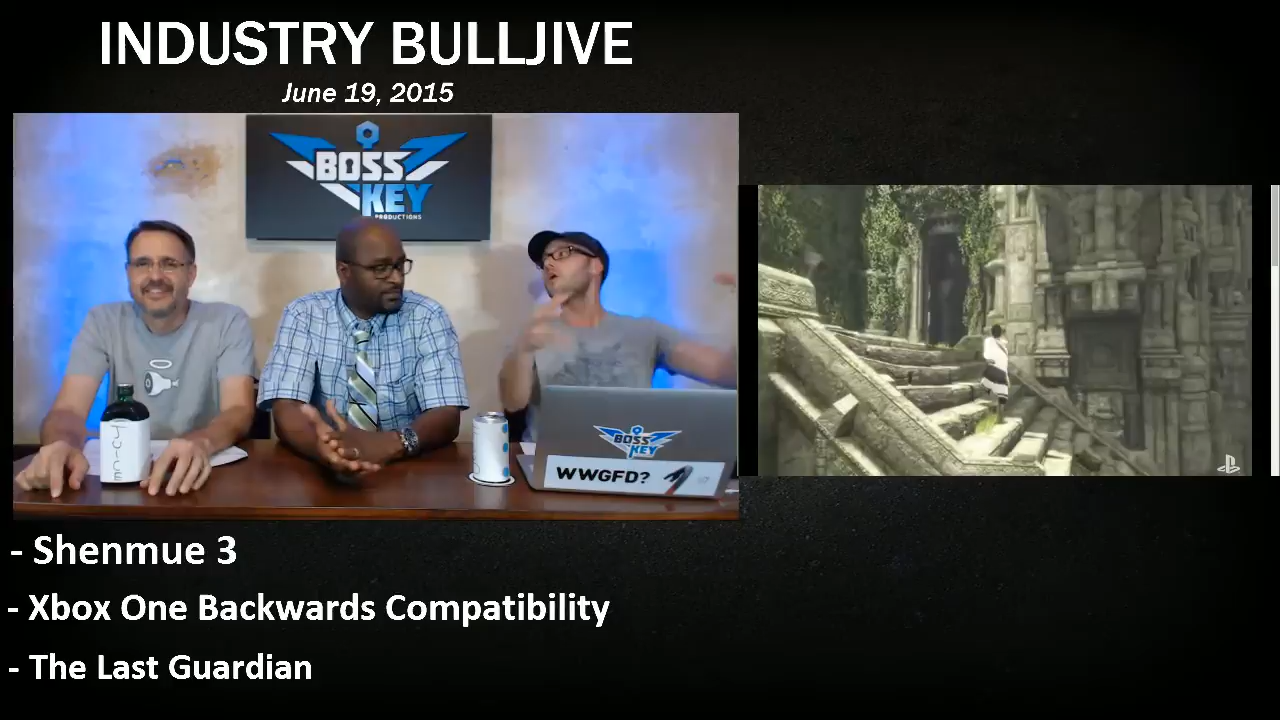 INDUSTRY BULLJIVE
June 19, 2015
BOSS
KEY
PRODUCTIONS
JUICE
BOSS
KEY
WWGFD?
- Shenmue 3
- Xbox One Backwards Compatibility
- The Last Guardian